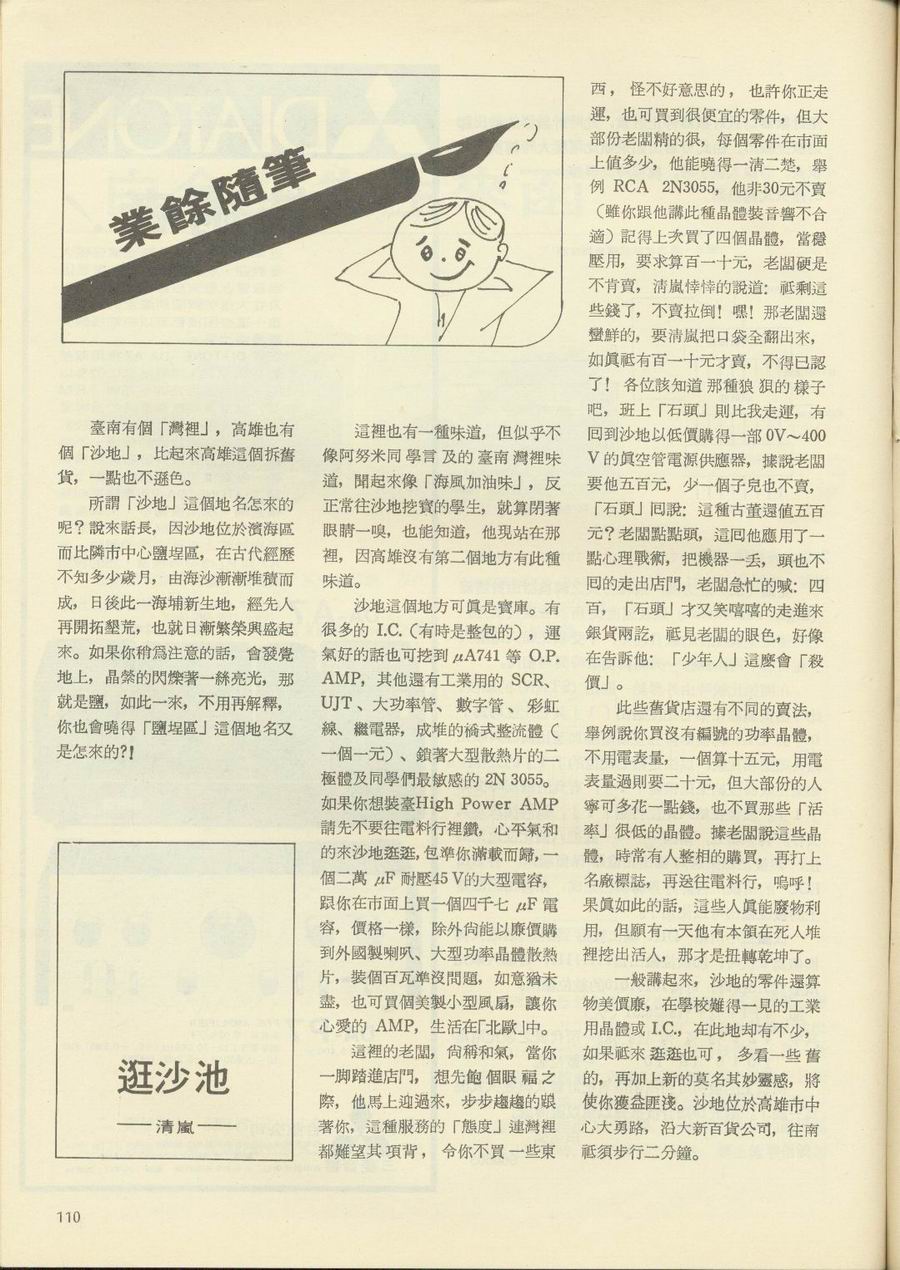 業餘隨筆
逛沙池
——清嵐——
臺南有個「灣裡」，高雄也有
個「沙地」，比起來高雄這個拆舊
貨，一點也不遜色。
所謂「沙地」這個地名怎來的
呢？說來話長，因沙地位於濱海區
而比隣市中心鹽埕區，在古代經歷
不知多少歲月，由海沙漸漸堆積而
成，日後此一海埔新生地，經先人
再開拓墾荒，也就日漸繁榮興盛起
來。如果你稍爲注意的話，會發覺
地上，晶縈的閃爍著一絲亮光，那
就是鹽，如此一來，不用再解釋，
你也會曉得「鹽埕區」這個地名又
是怎來的?!
這裡也有一種味道，但似乎不
像阿努米同學言及的臺南灣裡味
道，聞起來像「海風加油味」，反
正常往沙地挖寶的學生，就算閉著
眼睛一嗅，也能知道，他現站在那
裡，因高雄沒有第二個地方有此種
味道。
沙地這個地方可眞是寶庫。有
很多的 I.C.（有時是整包的），運
氣好的話也可挖到 μA741 等 O.P.
AMP，其他還有工業用的 SCR、
UJT、大功率管、數字管、彩虹
線、繼電器，成堆的橋式整流體（
一個一元）、鎖著大型散熱片的二
極體及同學們最敏感的 2N 3055。
如果你想裝臺High Power AMP
請先不要往電料行裡鑽，心平氣和
的來沙地逛逛，包準你滿載而歸，一
個二萬 μF 耐壓45 V的大型電容，
跟你在市面上買一個四千七 μF 電
容，價格一樣，除外尙能以廉價購
到外國製喇叭、大型功率晶體散熱
片，裝個百瓦準沒問題，如意猶未
盡，也可買個美製小型風扇，讓你
心愛的 AMP，生活在「北歐」中。
這裡的老闆，尙稱和氣，當你
一脚踏進店門，想先飽個眼福之
際，他馬上迎過來，步步趨趨的跟
著你，這種服務的「態度」連灣裡
都難望其項背，令你不買一些東
西，怪不好意思的，也許你正走
運，也可買到很便宜的零件，但大
部份老闆精的很，每個零件在市面
上値多少，他能曉得一淸二楚，舉
例 RCA 2N3055，他非30元不賣
（雖你跟他講此種晶體裝音響不合
適）記得上次買了四個晶體，當穩
壓用，要求算百一十元，老闆硬是
不肯賣，淸嵐悻悻的說道：祗剩這
些錢了，不賣拉倒！嘿！那老闆還
蠻鮮的，要淸嵐把口袋全翻出來，
如眞祗有百一十元才賣，不得已認
了！各位該知道那種狼狽的樣子
吧，班上「石頭」則比我走運，有
囘到沙地以低價購得一部 0V～400
V 的眞空管電源供應器，據說老闆
要他五百元，少一個子兒也不賣，
「石頭」囘說：這種古董還値五百
元？老闆點點頭，這囘他應用了一
點心理戰術，把機器一丟，頭也不
囘的走出店門，老闆急忙的喊：四
百，「石頭」才又笑嘻嘻的走進來
銀貨兩訖，祗見老闆的眼色，好像
在告訴他：「少年人」這麼會「殺
價」。
此些舊貨店還有不同的賣法，
舉例說你買沒有編號的功率晶體，
不用電表量，一個算十五元，用電
表量過則要二十元，但大部份的人
寧可多花一點錢，也不買那些「活
率」很低的晶體。據老闆說這些晶
體，時常有人整相的購買，再打上
名廠標誌，再送往電料行，嗚呼！
果眞如此的話，這些人眞能廢物利
用，但願有一天他有本領在死人堆
裡挖出活人，那才是扭轉乾坤了。
一般講起來，沙地的零件還算
物美價廉，在學校難得一見的工業
用晶體或 I.C.，在此地却有不少，
如果祗來逛逛也可，多看一些舊
的，再加上新的莫名其妙靈感，將
使你獲益匪淺。沙地位於高雄市中
心大勇路，沿大新百貨公司，往南
祗須步行二分鐘。
110